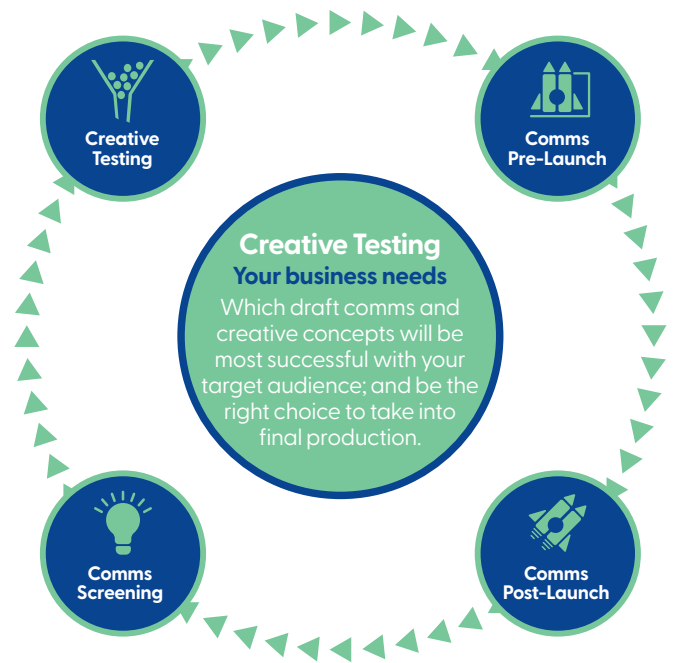 Creative
Testing
Comms
Pre-Launch
Creative Testing
Your business needs
Which draft comms and
creative concepts will be
most successful with your
target audience; and be the
right choice to take into
final production.
Comms
Screening
Comms
Post-Launch